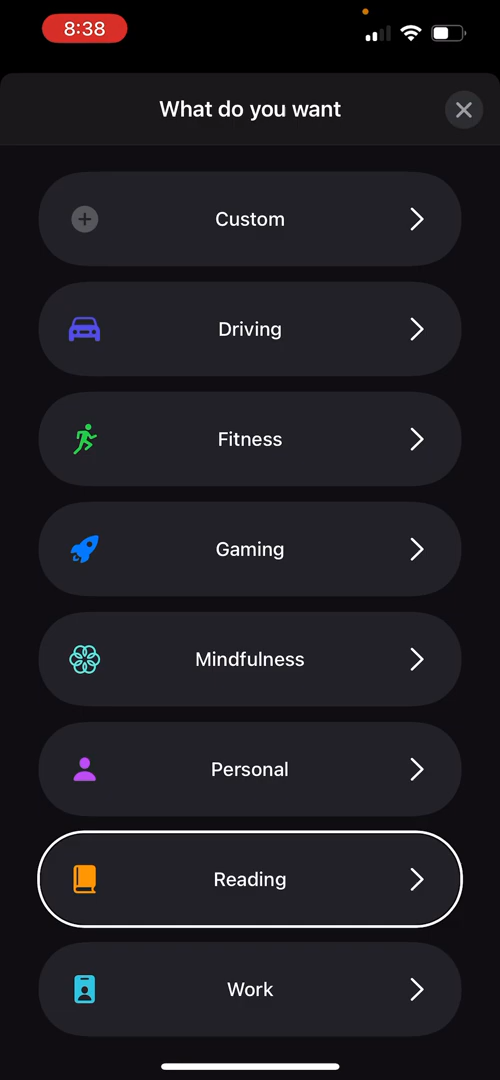 8:38
What do you want
Custom
Driving
Fitness
Gaming
Mindfulness
Personal
Reading
Work